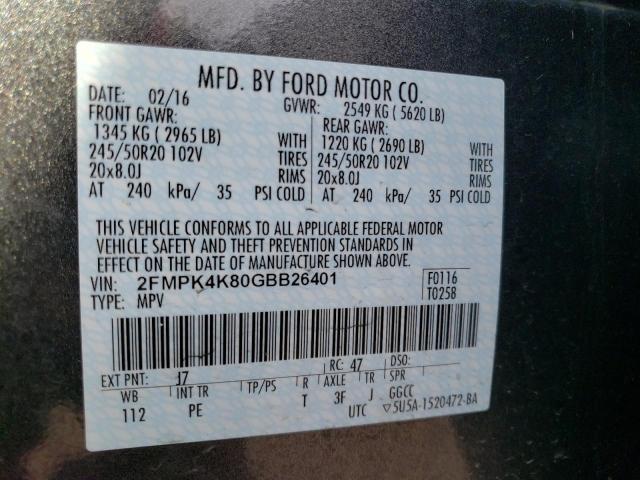 MFD. BY FORD MOTOR CO.
DATE: 02/16 GVWR: 2549 KG ( 5620 LB)
FRONT GAWR: REAR GAWR:
1345 KG ( 2965 LB) WITH 1220 KG ( 2690 LB) WITH
245/50R20 102V TIRES 245/50R20 102V TIRES
20x8.0J RIMS 20x8.0J RIMS
AT 240 kPa/ 35 PSI COLD AT 240 kPa/ 35 PSI COLD
THIS VEHICLE CONFORMS TO ALL APPLICABLE FEDERAL MOTOR
VEHICLE SAFETY AND THEFT PREVENTION STANDARDS IN
EFFECT ON THE DATE OF MANUFACTURE SHOWN ABOVE.
VIN: 2FMPK4K80GBB26401 F0116
TYPE: MPV T0258
EXT PNT: J7 RC: 47 DSO:
WB INT TR TP/PS R AXLE TR SPR
112 PE T 3F J GGCC
UTC ▽5U5A-1520472-BA